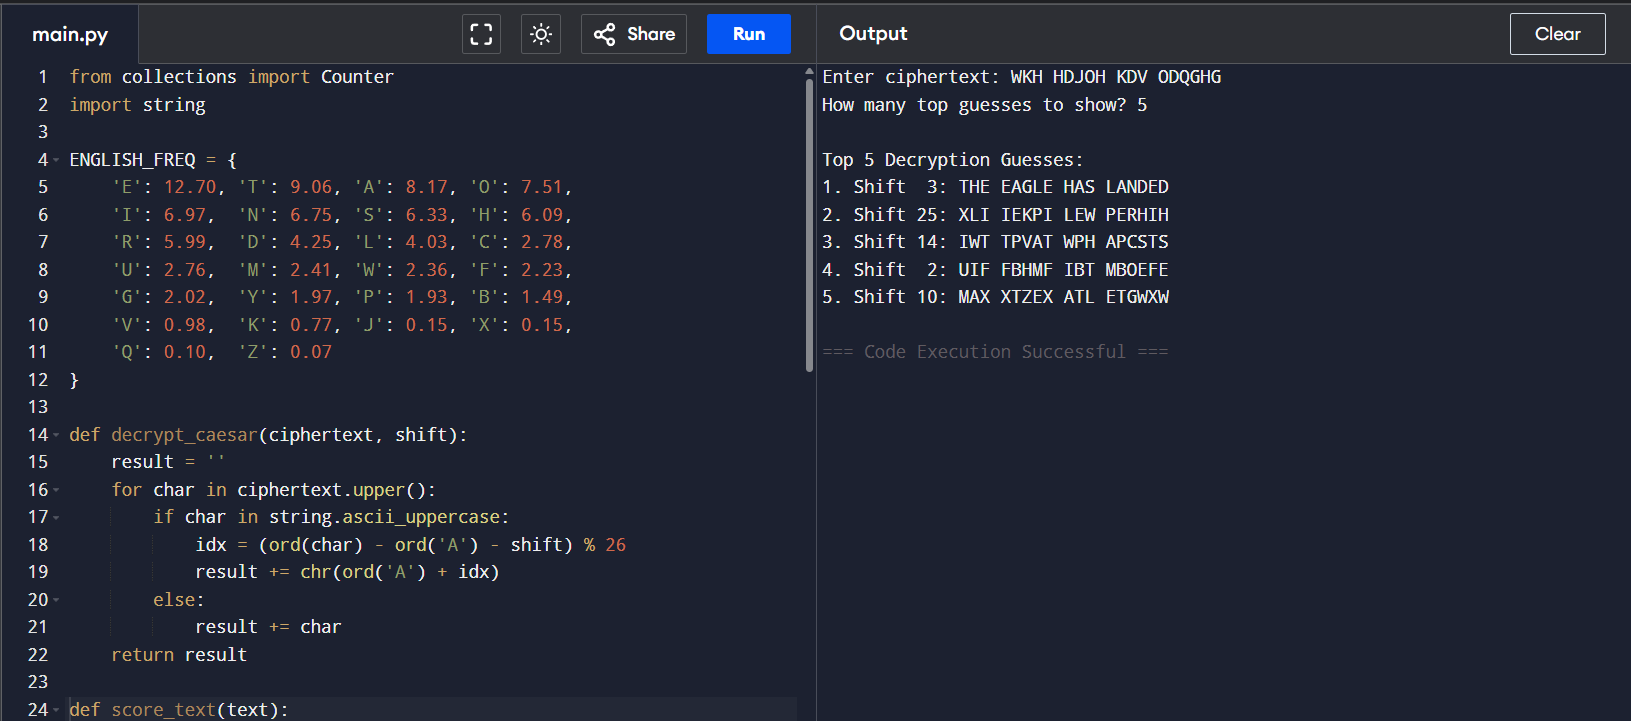 main.py Share Run
1 from collections import Counter
2 import string
3
4 ENGLISH_FREQ = {
5     'E': 12.70, 'T': 9.06, 'A': 8.17, 'O': 7.51,
6     'I': 6.97,  'N': 6.75, 'S': 6.33, 'H': 6.09,
7     'R': 5.99,  'D': 4.25, 'L': 4.03, 'C': 2.78,
8     'U': 2.76,  'M': 2.41, 'W': 2.36, 'F': 2.23,
9     'G': 2.02,  'Y': 1.97, 'P': 1.93, 'B': 1.49,
10     'V': 0.98,  'K': 0.77, 'J': 0.15, 'X': 0.15,
11     'Q': 0.10,  'Z': 0.07
12 }
13
14 def decrypt_caesar(ciphertext, shift):
15     result = ''
16     for char in ciphertext.upper():
17         if char in string.ascii_uppercase:
18             idx = (ord(char) - ord('A') - shift) % 26
19             result += chr(ord('A') + idx)
20         else:
21             result += char
22     return result
23
24 def score_text(text):
Output Clear
Enter ciphertext: WKH HDJOH KDV ODQGHG
How many top guesses to show? 5
Top 5 Decryption Guesses:
1. Shift  3: THE EAGLE HAS LANDED
2. Shift 25: XLI IEKPI LEW PERHIH
3. Shift 14: IWT TPVAT WPH APCSTS
4. Shift  2: UIF FBHMF IBT MBOEFE
5. Shift 10: MAX XTZEX ATL ETGWXW
=== Code Execution Successful ===